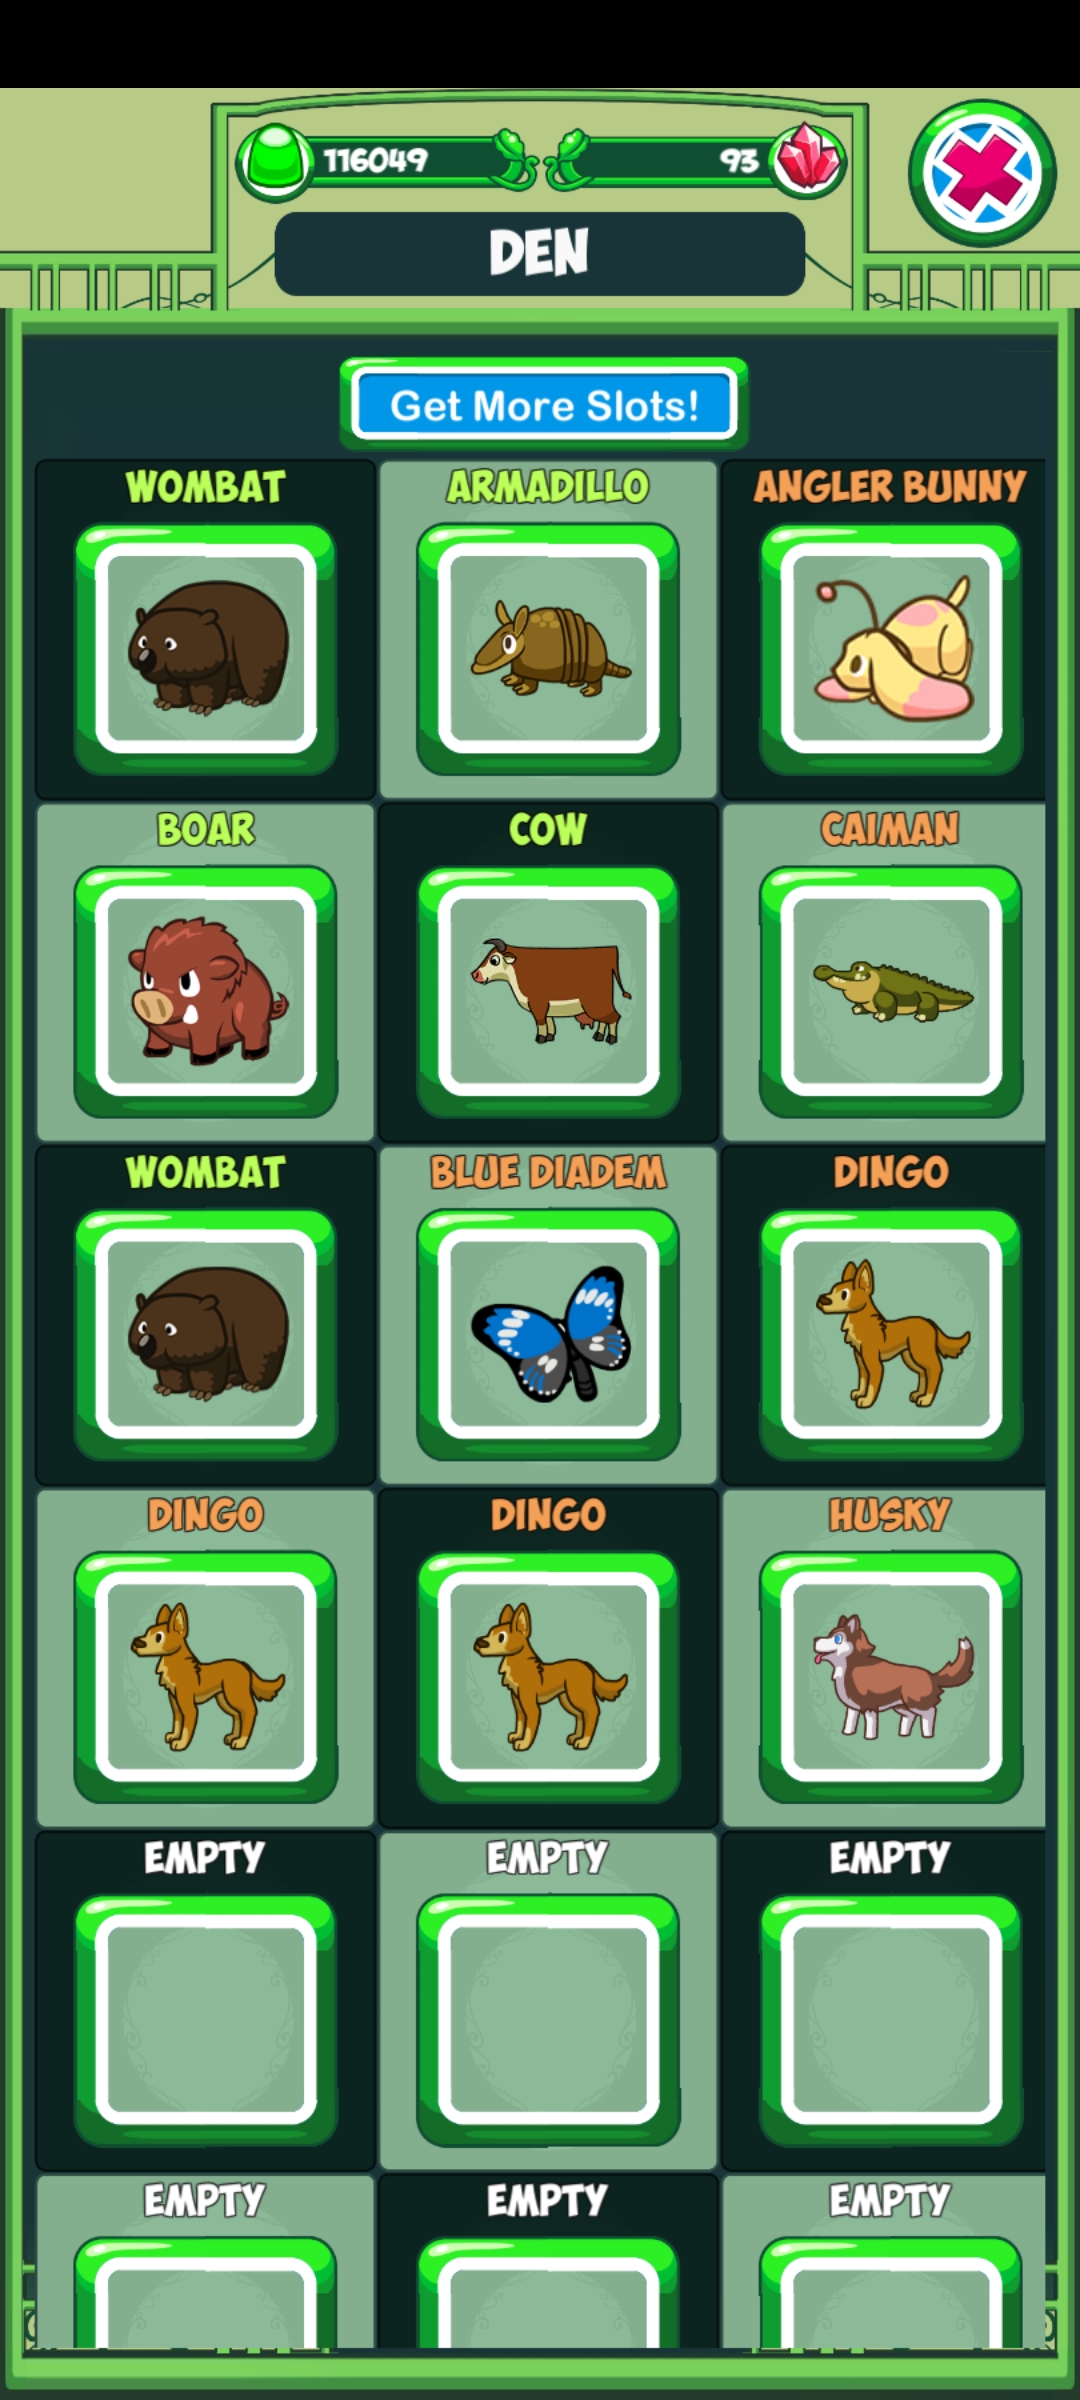 116049
93
DEN
Get More Slots!
WOMBAT
ARMADILLO
ANGLER BUNNY
BOAR
COW
CAIMAN
WOMBAT
BLUE DIADEM
DINGO
DINGO
DINGO
HUSKY
EMPTY
EMPTY
EMPTY
EMPTY
EMPTY
EMPTY